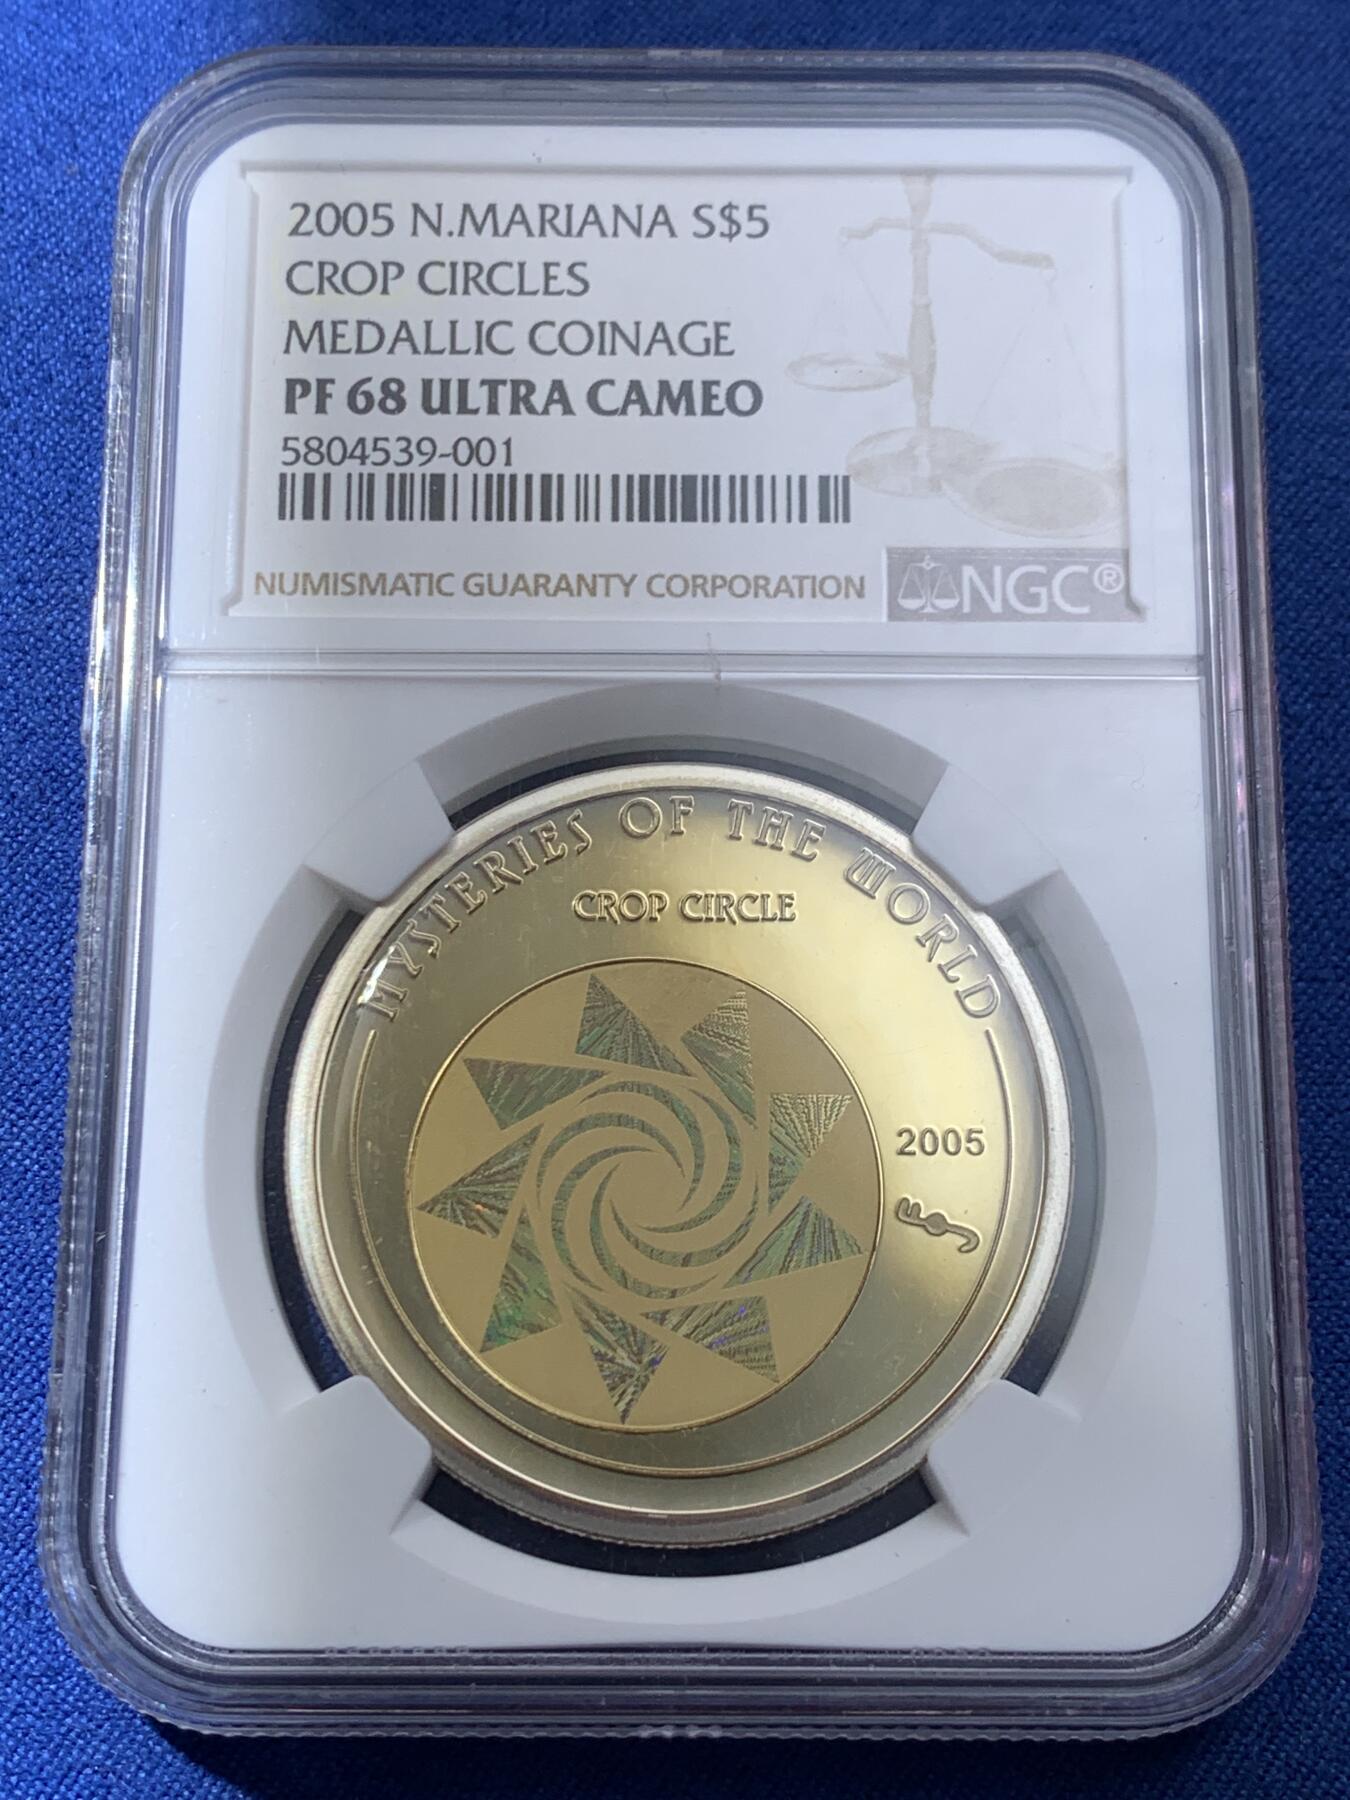 2005 N.MARIANA S$5
CROP CIRCLES
MEDALLIC COINAGE
PF 68 ULTRA CAMEO
5804539-001
NUMISMATIC GUARANTY CORPORATION
NGC®
MYSTERIES OF THE WORLD
CROP CIRCLE
2005